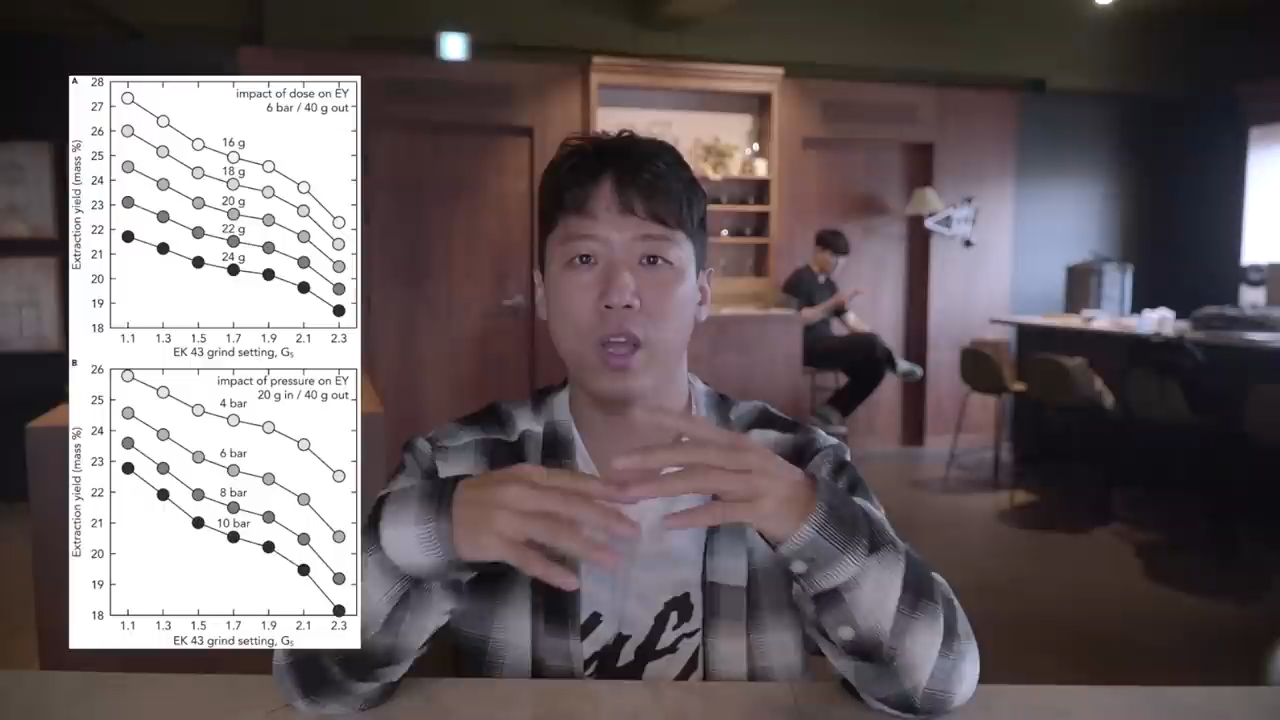 A
impact of dose on EY
6 bar / 40 g out
28
27
26
25
24
23
22
21
20
19
18
Extraction yield (mass %)
16 g
18 g
20 g
22 g
24 g
1.1 1.3 1.5 1.7 1.9 2.1 2.3
EK 43 grind setting, GS
B
impact of pressure on EY
20 g in / 40 g out
26
25
24
23
22
21
20
19
18
Extraction yield (mass %)
4 bar
6 bar
8 bar
10 bar
1.1 1.3 1.5 1.7 1.9 2.1 2.3
EK 43 grind setting, GS